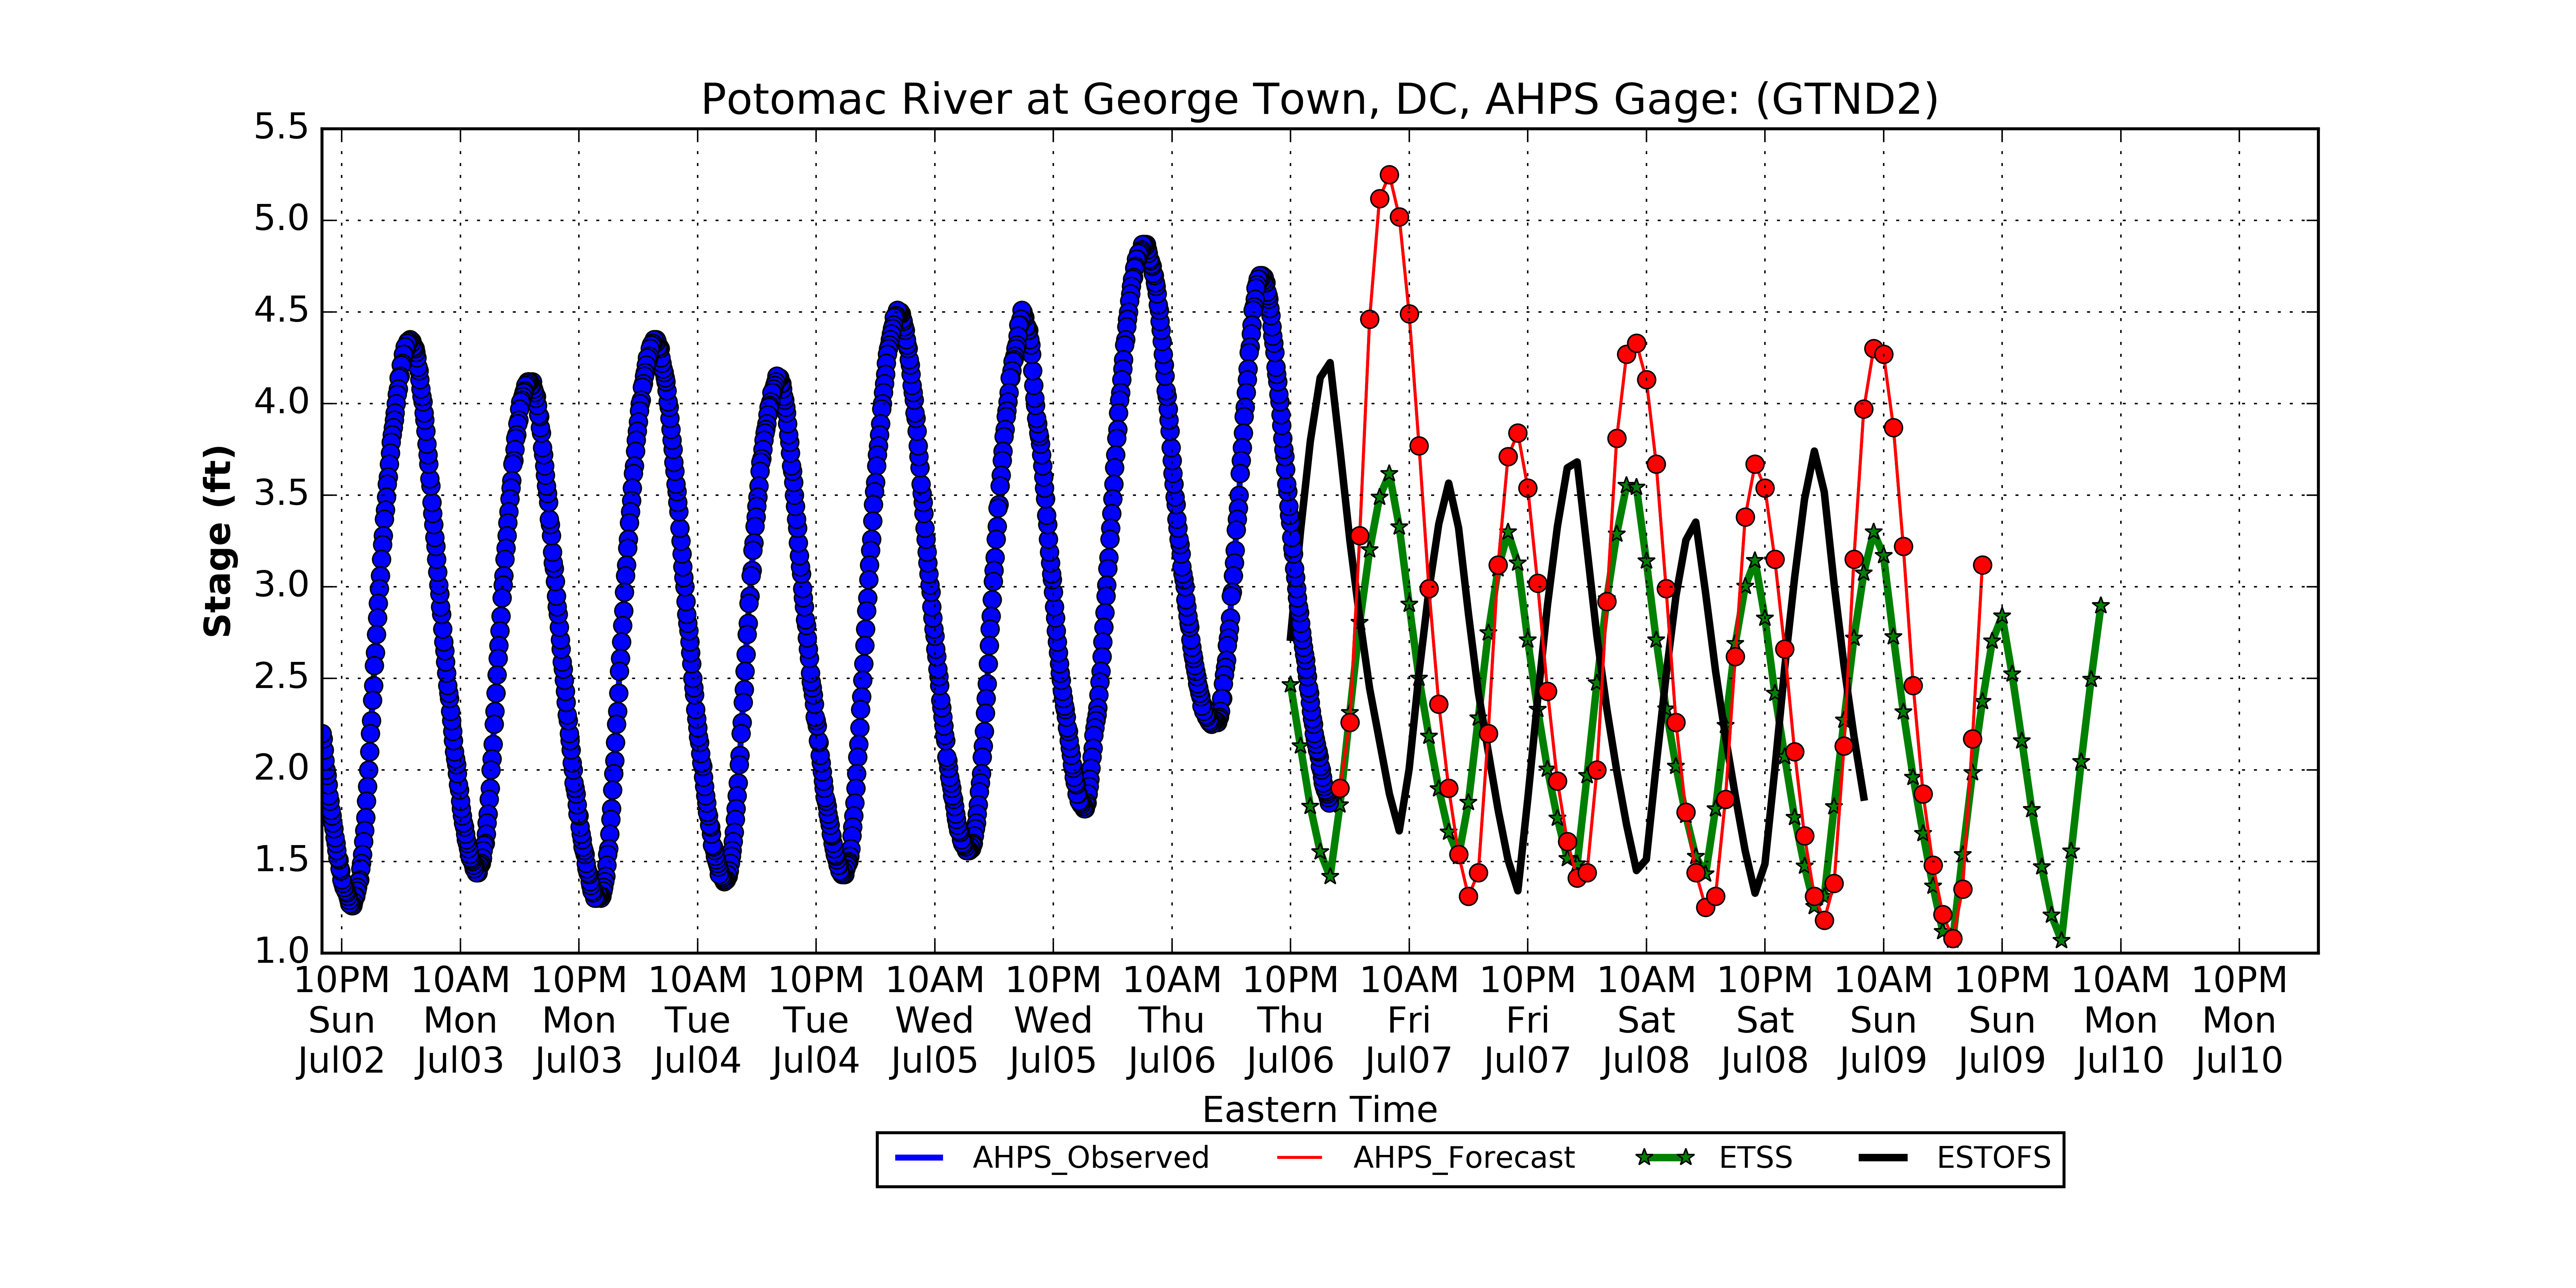 Potomac River at George Town, DC, AHPS Gage: (GTND2)
5.5
5.0
4.5
4.0
3.5
3.0
2.5
2.0
1.5
1.0
Stage (ft)
10PM 10AM 10PM 10AM 10PM 10AM 10PM 10AM 10PM 10AM 10PM 10AM 10PM 10AM 10PM 10AM 10PM
Sun Mon Mon Tue Tue Wed Wed Thu Thu Fri Fri Sat Sat Sun Sun Mon Mon
Jul02 Jul03 Jul03 Jul04 Jul04 Jul05 Jul05 Jul06 Jul06 Jul07 Jul07 Jul08 Jul08 Jul09 Jul09 Jul10 Jul10
Eastern Time
AHPS_Observed AHPS_Forecast ETSS ESTOFS